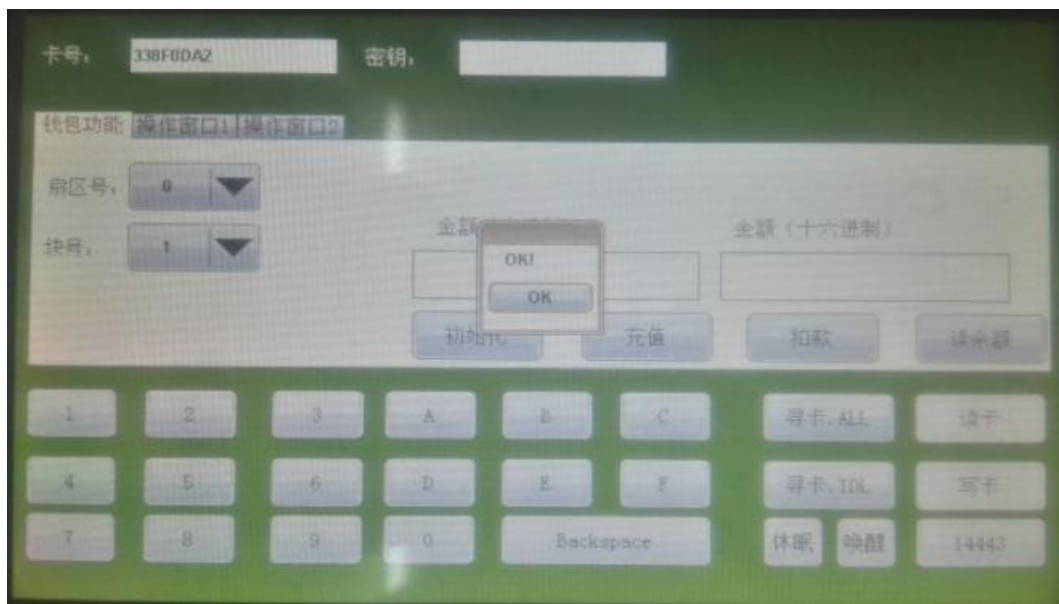 卡号: 338F0DA2 密钥:
钱包功能 操作窗口1 操作窗口2
扇区号: 0
块号: 1
金额 金额 (十六进制)
OK!
OK
初始化 充值 扣款 读余额
1 2 3 A B C 寻卡.ALL 读卡
4 5 6 D E F 寻卡.IDL 写卡
7 8 9 0 Backspace 休眠 唤醒 14443